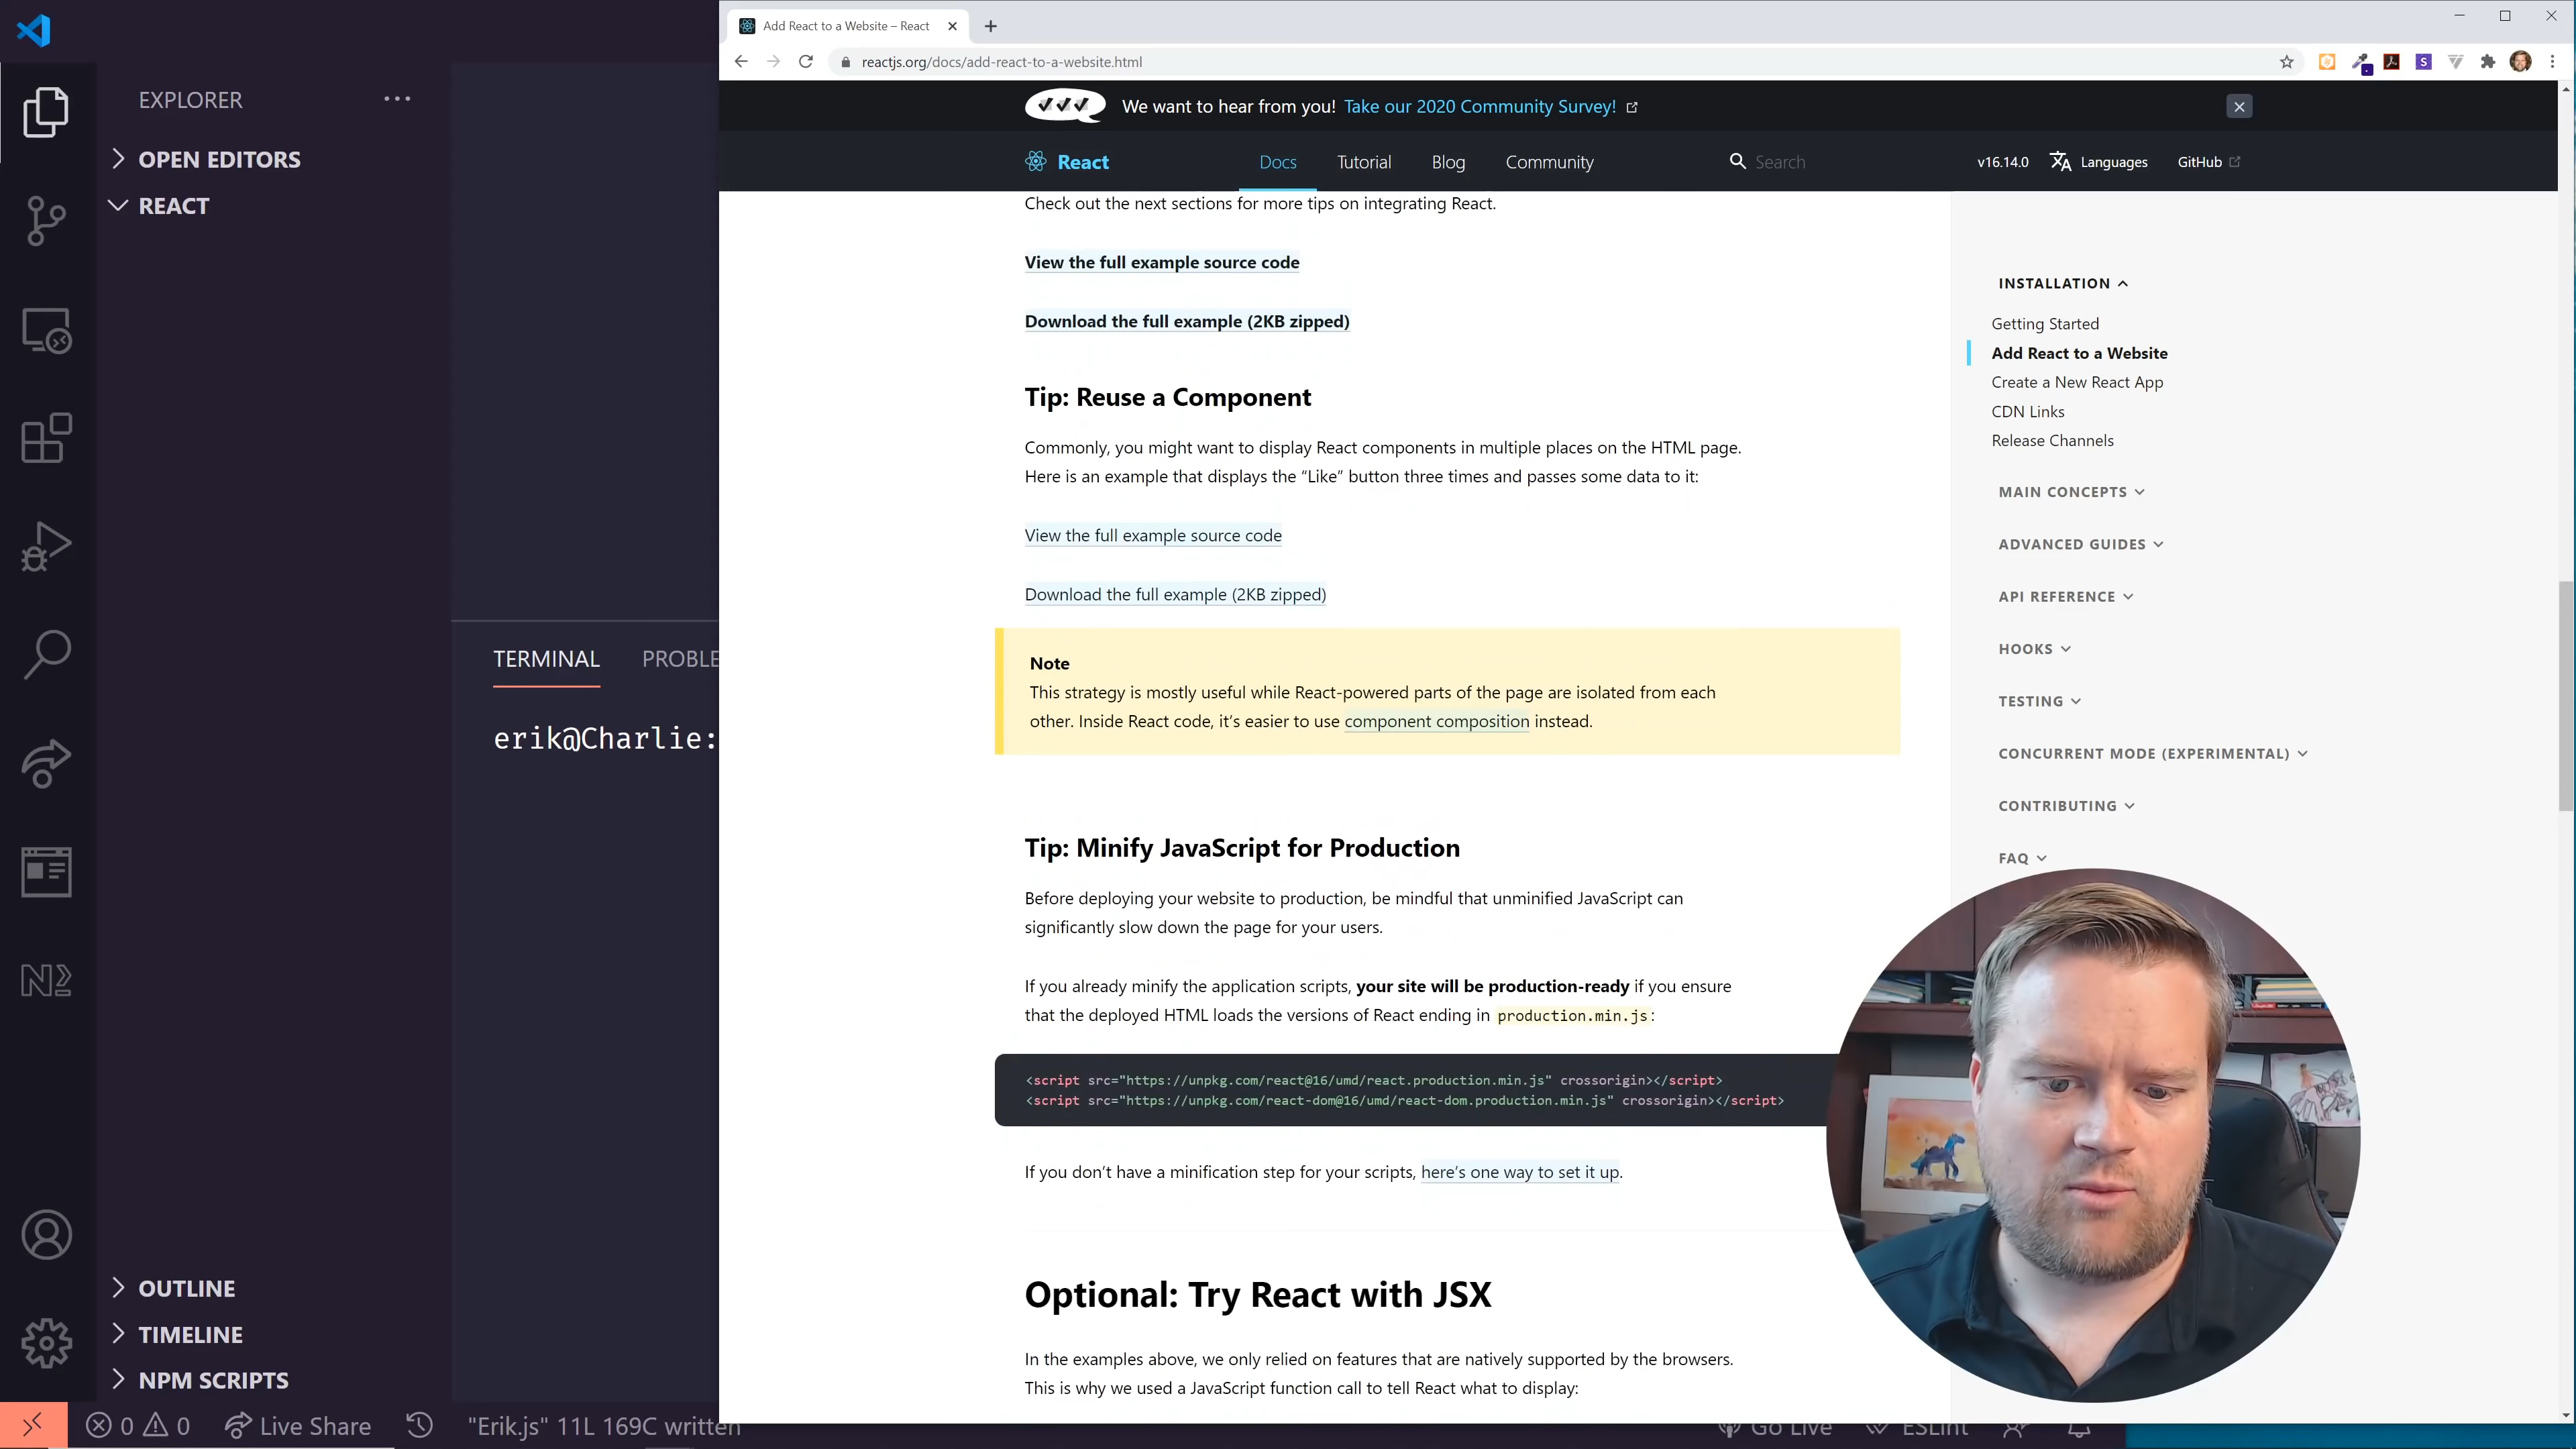 EXPLORER
OPEN EDITORS
REACT
OUTLINE
TIMELINE
NPM SCRIPTS
TERMINAL
PROBLE
erik@Charlie:
0 0
Live Share
"Erik.js" 11L 169C written
Go Live
ESLint
Add React to a Website – React
reactjs.org/docs/add-react-to-a-website.html
S
We want to hear from you! Take our 2020 Community Survey!
React
Docs
Tutorial
Blog
Community
Search
v16.14.0
Languages
GitHub
Check out the next sections for more tips on integrating React.
View the full example source code
Download the full example (2KB zipped)
Tip: Reuse a Component
Commonly, you might want to display React components in multiple places on the HTML page.
Here is an example that displays the “Like” button three times and passes some data to it:
View the full example source code
Download the full example (2KB zipped)
Note
This strategy is mostly useful while React-powered parts of the page are isolated from each
other. Inside React code, it’s easier to use component composition instead.
Tip: Minify JavaScript for Production
Before deploying your website to production, be mindful that unminified JavaScript can
significantly slow down the page for your users.
If you already minify the application scripts, your site will be production-ready if you ensure
that the deployed HTML loads the versions of React ending in production.min.js:
<script src="https://unpkg.com/react@16/umd/react.production.min.js" crossorigin></script>
<script src="https://unpkg.com/react-dom@16/umd/react-dom.production.min.js" crossorigin></script>
If you don’t have a minification step for your scripts, here’s one way to set it up.
Optional: Try React with JSX
In the examples above, we only relied on features that are natively supported by the browsers.
This is why we used a JavaScript function call to tell React what to display:
INSTALLATION
Getting Started
Add React to a Website
Create a New React App
CDN Links
Release Channels
MAIN CONCEPTS
ADVANCED GUIDES
API REFERENCE
HOOKS
TESTING
CONCURRENT MODE (EXPERIMENTAL)
CONTRIBUTING
FAQ